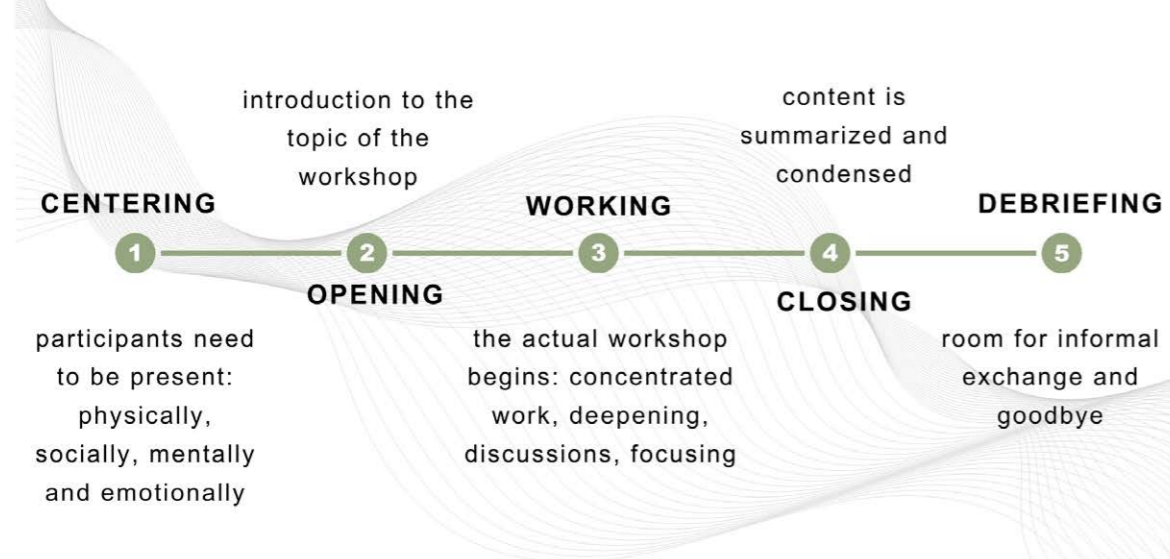 CENTERING
1
participants need
to be present:
physically,
socially, mentally
and emotionally
introduction to the
topic of the
workshop
2
OPENING
WORKING
3
the actual workshop
begins: concentrated
work, deepening,
discussions, focusing
content is
summarized and
condensed
4
CLOSING
DEBRIEFING
5
room for informal
exchange and
goodbye